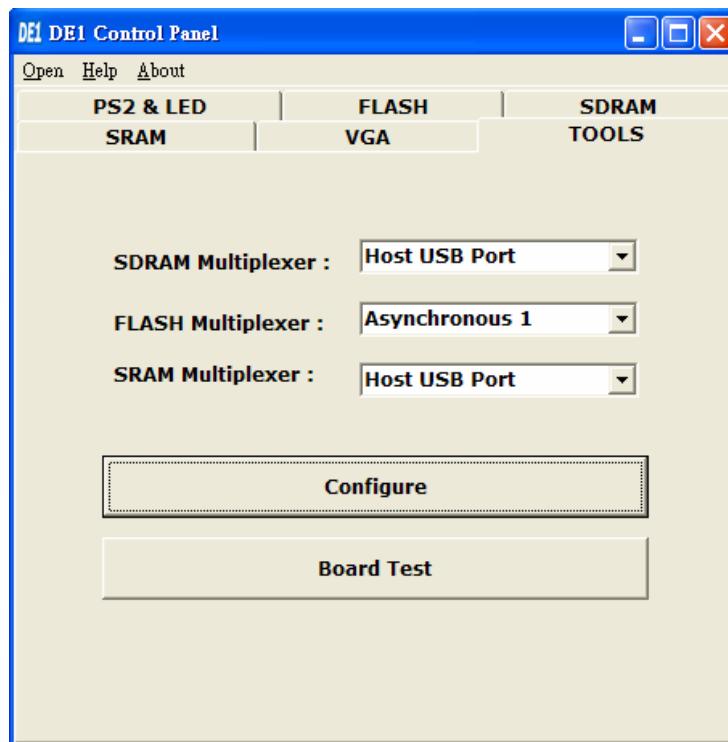 DE1 DE1 Control Panel
Open Help About
PS2 & LED FLASH SDRAM
SRAM VGA TOOLS
SDRAM Multiplexer : Host USB Port
FLASH Multiplexer : Asynchronous 1
SRAM Multiplexer : Host USB Port
Configure
Board Test